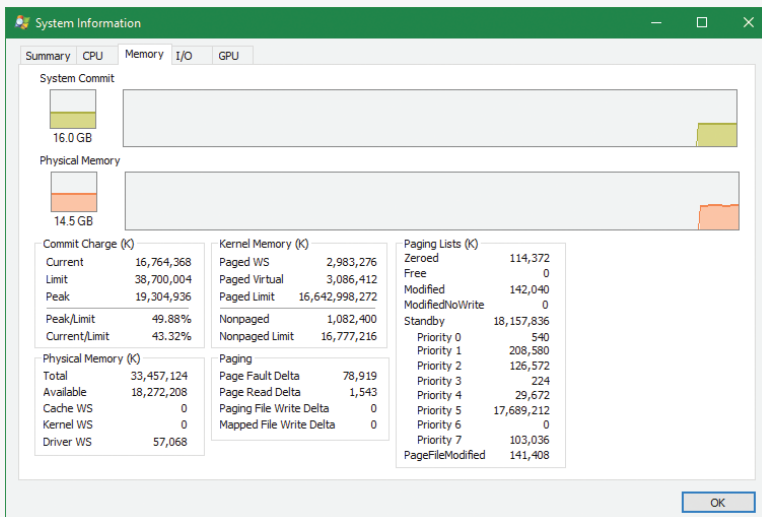 System Information
Summary CPU Memory I/O GPU
System Commit
16.0 GB
Physical Memory
14.5 GB
Commit Charge (K)
Current 16,764,368
Limit 38,700,004
Peak 19,304,936
Peak/Limit 49.88%
Current/Limit 43.32%
Physical Memory (K)
Total 33,457,124
Available 18,272,208
Cache WS 0
Kernel WS 0
Driver WS 57,068
Kernel Memory (K)
Paged WS 2,983,276
Paged Virtual 3,086,412
Paged Limit 16,642,998,272
Nonpaged 1,082,400
Nonpaged Limit 16,777,216
Paging
Page Fault Delta 78,919
Page Read Delta 1,543
Paging File Write Delta 0
Mapped File Write Delta 0
Paging Lists (K)
Zeroed 114,372
Free 0
Modified 142,040
ModifiedNoWrite 0
Standby 18,157,836
Priority 0 540
Priority 1 208,580
Priority 2 126,572
Priority 3 224
Priority 4 29,672
Priority 5 17,689,212
Priority 6 0
Priority 7 103,036
PageFileModified 141,408
OK